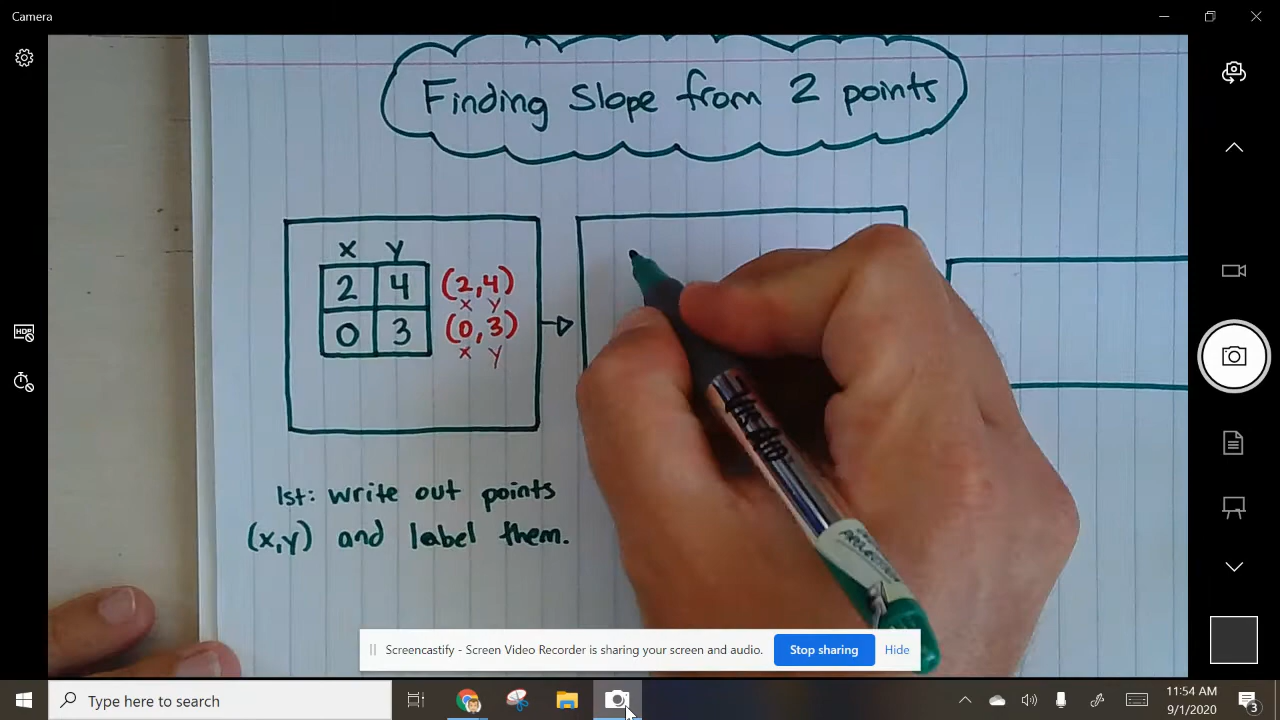 Camera
Finding Slope from 2 points
x y
2 4 (2,4)
x y
0 3 (0,3)
x y
1st: write out points
(x,y) and label them.
Screencastify - Screen Video Recorder is sharing your screen and audio.
Stop sharing
Hide
Type here to search
11:54 AM
9/1/2020
3